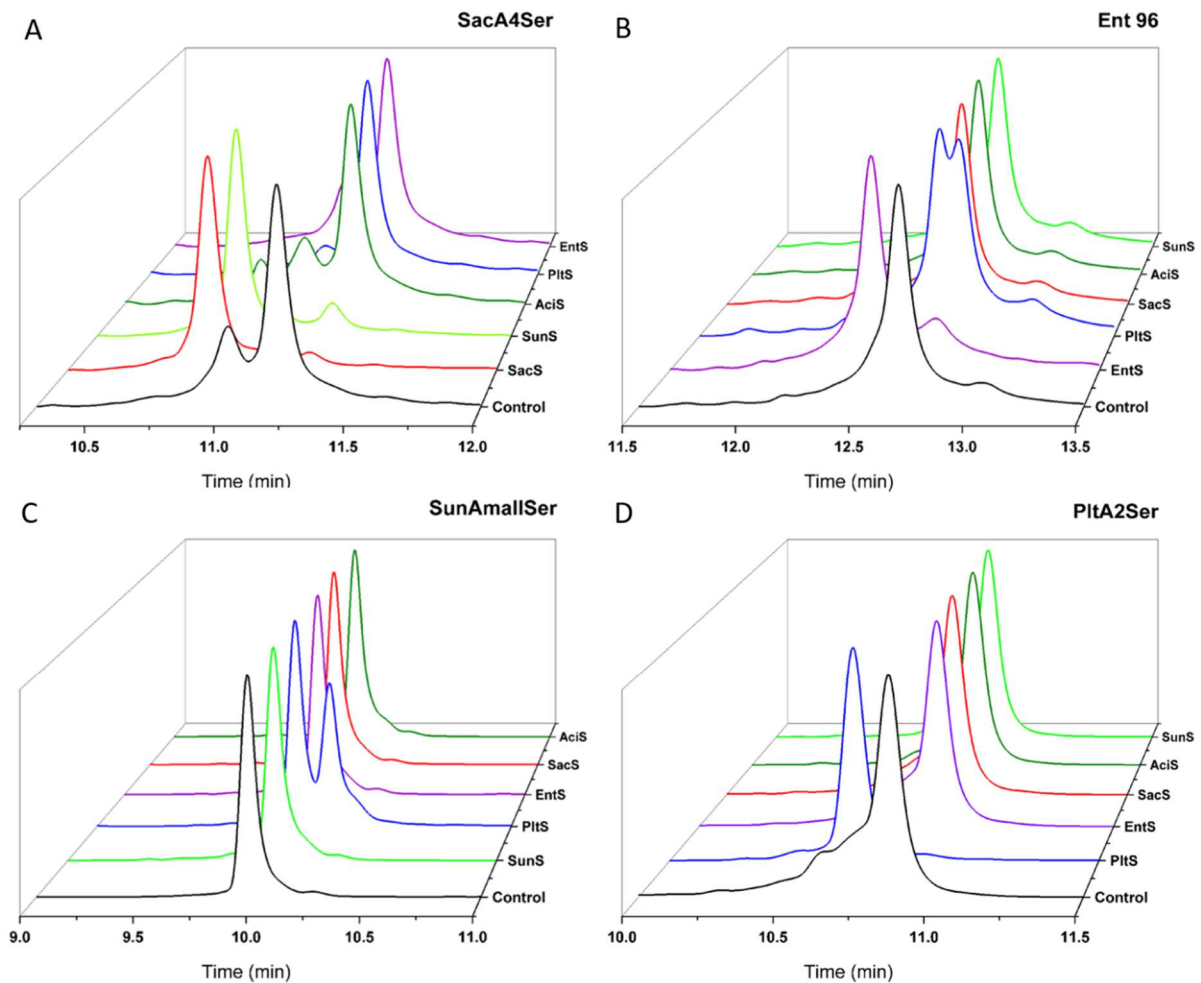 A
SacA4Ser
EntS
PltS
AciS
SunS
SacS
Control
10.5
11.0
11.5
12.0
Time (min)
B
Ent 96
SunS
AciS
SacS
PltS
EntS
Control
11.5
12.0
12.5
13.0
13.5
Time (min)
C
SunAmallSer
AciS
SacS
EntS
PltS
SunS
Control
9.0
9.5
10.0
10.5
11.0
Time (min)
D
PltA2Ser
SunS
AciS
SacS
EntS
PltS
Control
10.0
10.5
11.0
11.5
Time (min)